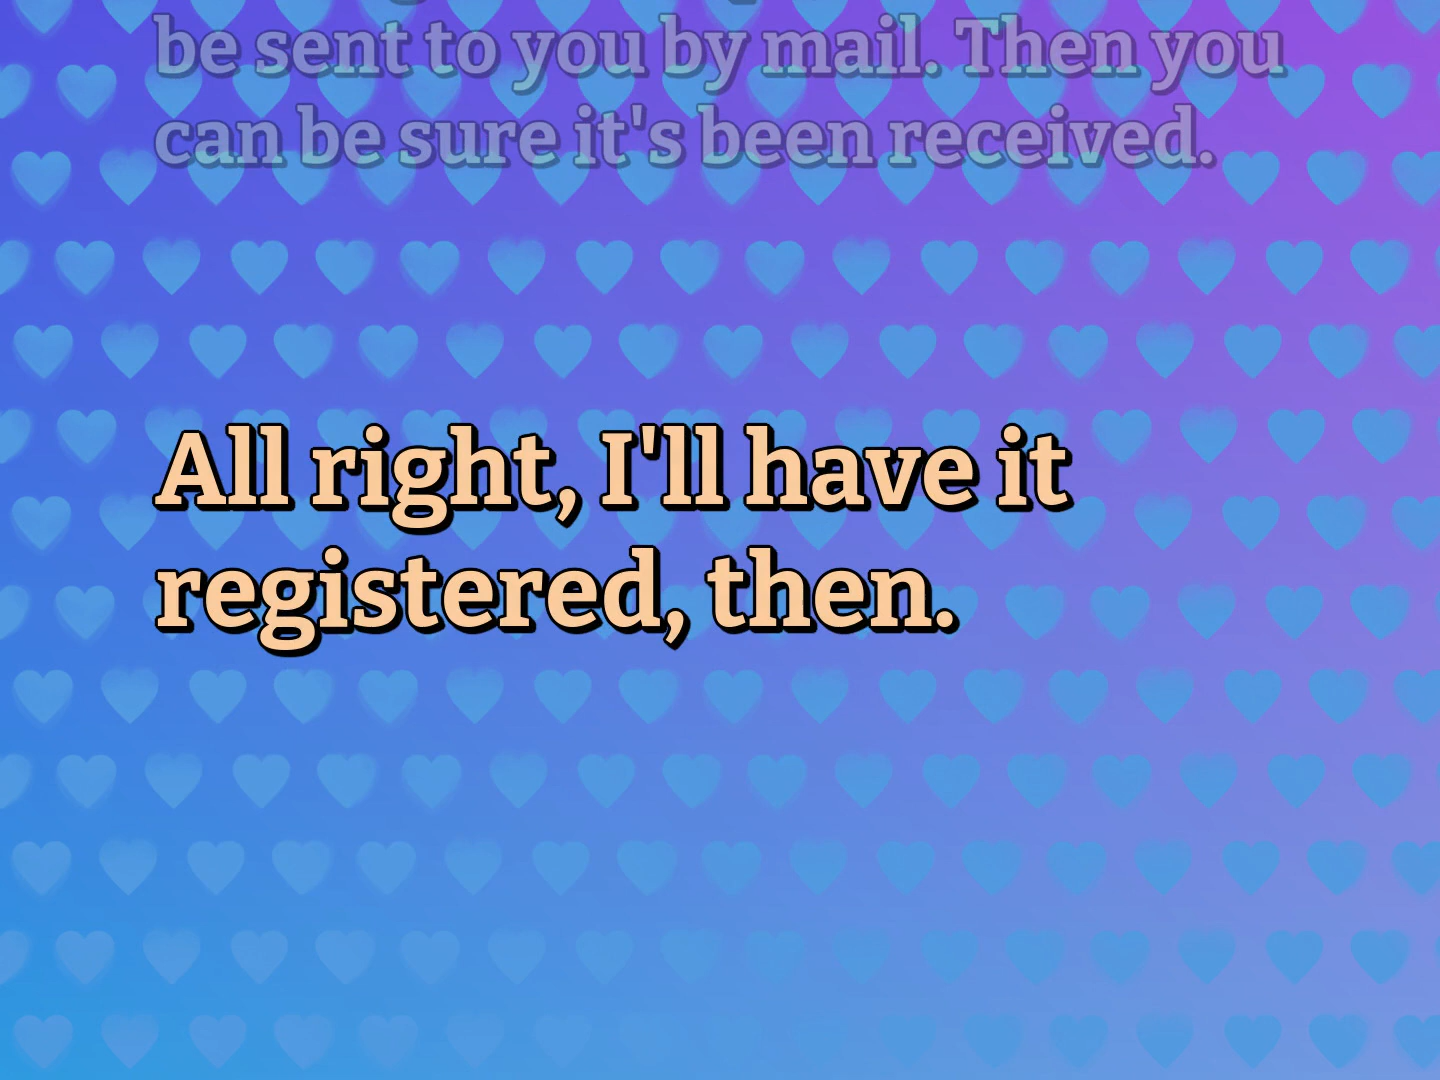 be sent to you by mail. Then you
can be sure it's been received.
All right, I'll have it
registered, then.